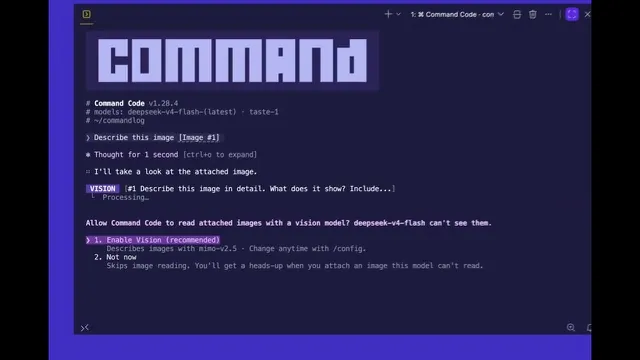 1: ⌘ Command Code · con
COMMAND
# Command Code v1.28.4
# models: deepseek-v4-flash-(latest) · taste-1
# ~/commandlog
❯ Describe this image [Image #1]
✱ Thought for 1 second [ctrl+o to expand]
I'll take a look at the attached image.
VISION [#1 Describe this image in detail. What does it show? Include...]
└ Processing…
Allow Command Code to read attached images with a vision model? deepseek-v4-flash can't see them.
❯ 1. Enable Vision (recommended)
Describes images with mimo-v2.5 · Change anytime with /config.
2. Not now
Skips image reading. You'll get a heads-up when you attach an image this model can't read.